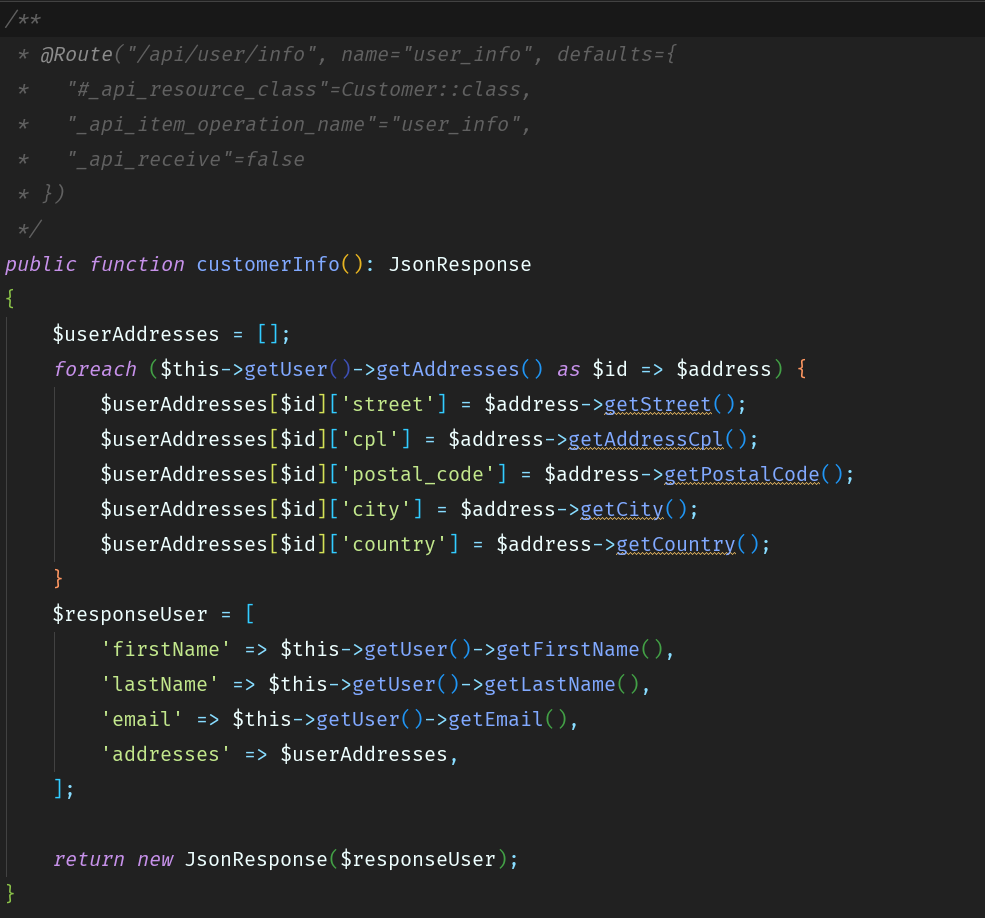 /**
 * @Route("/api/user/info", name="user_info", defaults={
 *   "#_api_resource_class"=Customer::class,
 *   "_api_item_operation_name"="user_info",
 *   "_api_receive"=false
 * })
 */
public function customerInfo(): JsonResponse
{
    $userAddresses = [];
    foreach ($this->getUser()->getAddresses() as $id => $address) {
        $userAddresses[$id]['street'] = $address->getStreet();
        $userAddresses[$id]['cpl'] = $address->getAddressCpl();
        $userAddresses[$id]['postal_code'] = $address->getPostalCode();
        $userAddresses[$id]['city'] = $address->getCity();
        $userAddresses[$id]['country'] = $address->getCountry();
    }
    $responseUser = [
        'firstName' => $this->getUser()->getFirstName(),
        'lastName' => $this->getUser()->getLastName(),
        'email' => $this->getUser()->getEmail(),
        'addresses' => $userAddresses,
    ];

    return new JsonResponse($responseUser);
}